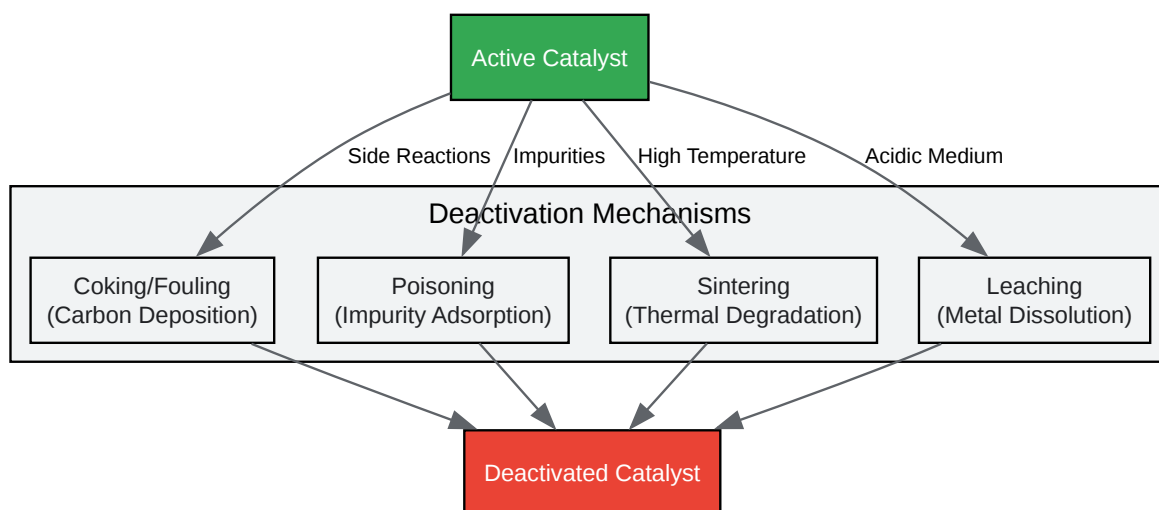 Active Catalyst
Side Reactions
Impurities
High Temperature
Acidic Medium
Deactivation Mechanisms
Coking/Fouling
(Carbon Deposition)
Poisoning
(Impurity Adsorption)
Sintering
(Thermal Degradation)
Leaching
(Metal Dissolution)
Deactivated Catalyst